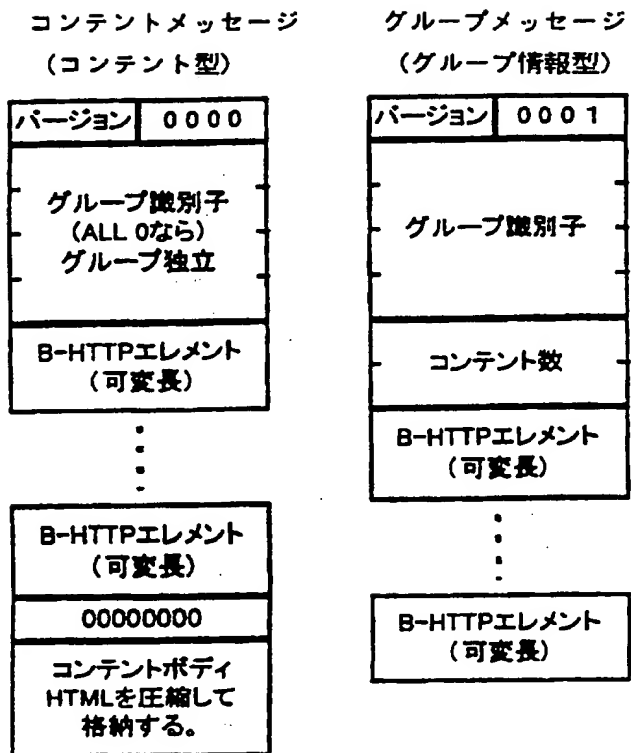 コンテントメッセージ
(コンテント型)
バージョン 0000
グループ識別子
(ALL 0なら)
グループ独立
B-HTTPエレメント
(可変長)
B-HTTPエレメント
(可変長)
00000000
コンテントボディ
HTMLを圧縮して
格納する。
グループメッセージ
(グループ情報型)
バージョン 0001
グループ識別子
コンテント数
B-HTTPエレメント
(可変長)
B-HTTPエレメント
(可変長)